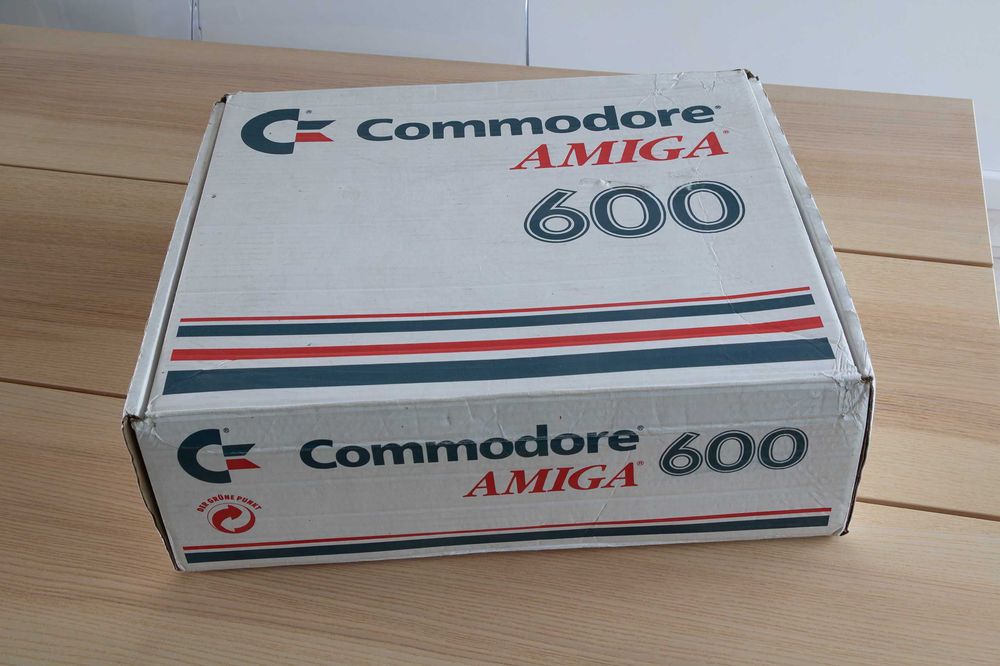 Commodore®
AMIGA®
600
Commodore® 600
AMIGA®
DER GRÜNE PUNKT